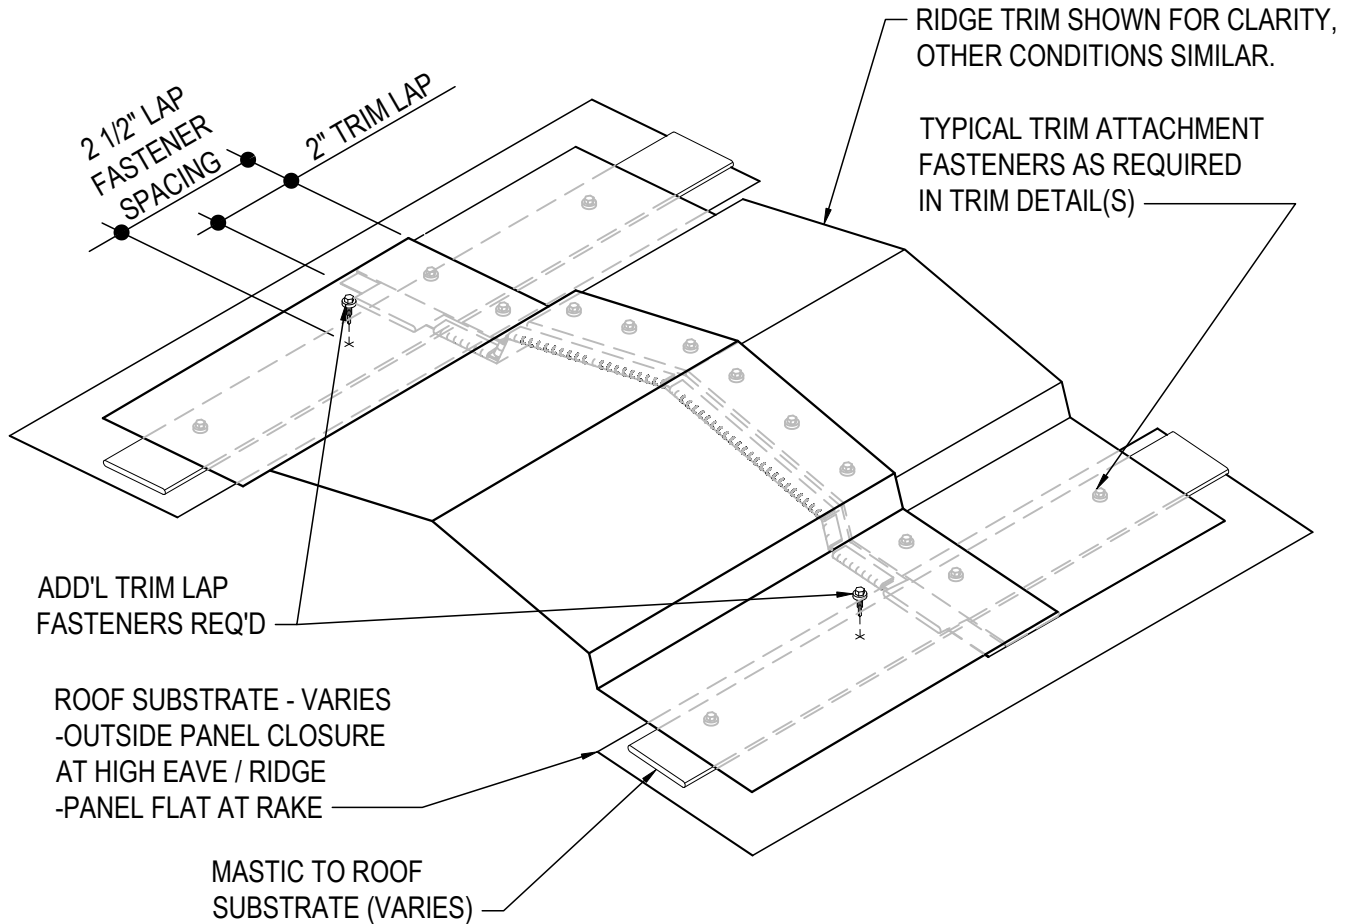 RIDGE TRIM SHOWN FOR CLARITY,
OTHER CONDITIONS SIMILAR.
2 1/2" LAP
FASTENER
SPACING
2" TRIM LAP
TYPICAL TRIM ATTACHMENT
FASTENERS AS REQUIRED
IN TRIM DETAIL(S)
ADD'L TRIM LAP
FASTENERS REQ'D
ROOF SUBSTRATE - VARIES
-OUTSIDE PANEL CLOSURE
AT HIGH EAVE / RIDGE
-PANEL FLAT AT RAKE
MASTIC TO ROOF
SUBSTRATE (VARIES)